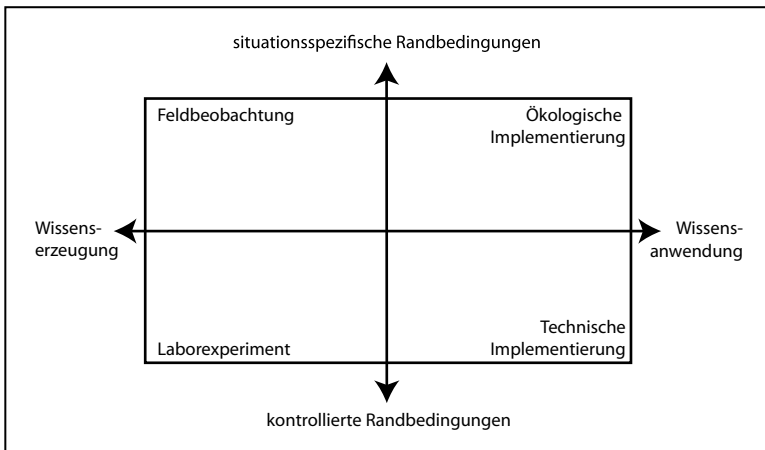 situationsspezifische Randbedingungen
Feldbeobachtung
Ökologische
Implementierung
Wissens-
erzeugung
Wissens-
anwendung
Laborexperiment
Technische
Implementierung
kontrollierte Randbedingungen